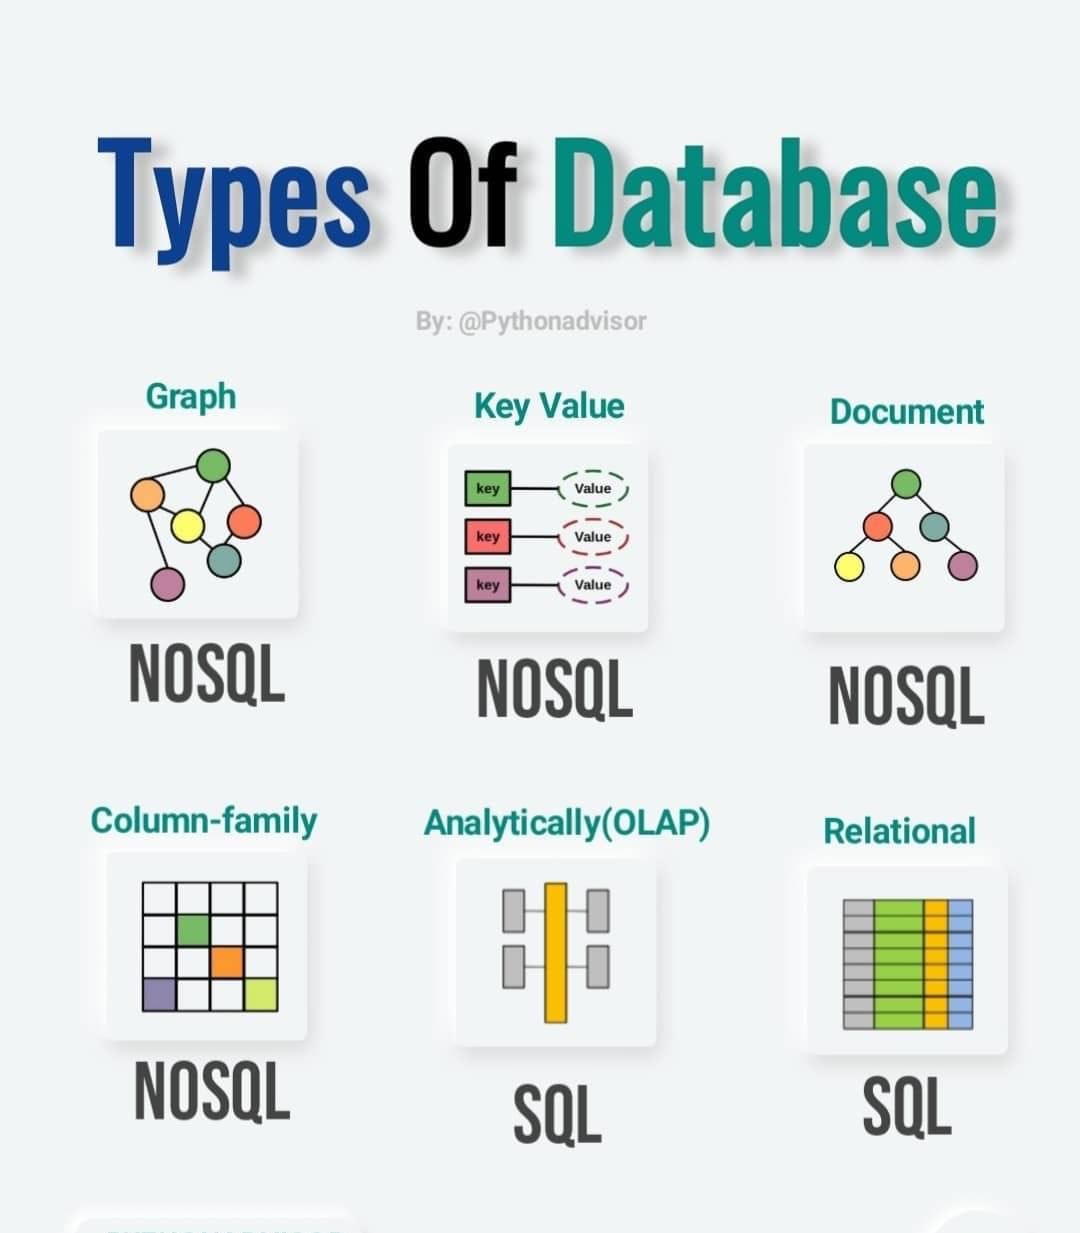 Types Of Database
By: @Pythonadvisor
Graph
Key Value
Document
key Value
key Value
key Value
NOSQL
NOSQL
NOSQL
Column-family
Analytically(OLAP)
Relational
NOSQL
SQL
SQL